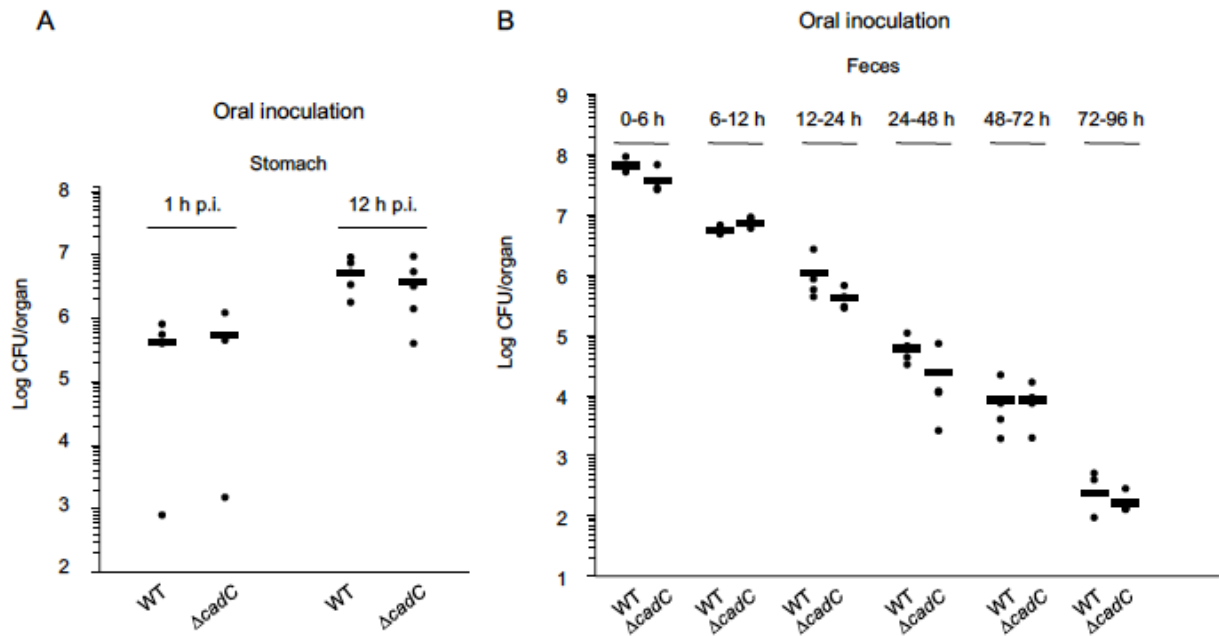 A
Oral inoculation
Stomach
1 h p.i.
12 h p.i.
Log CFU/organ
8
7
6
5
4
3
2
WT
ΔcadC
WT
ΔcadC
B
Oral inoculation
Feces
0-6 h
6-12 h
12-24 h
24-48 h
48-72 h
72-96 h
Log CFU/organ
9
8
7
6
5
4
3
2
1
WT
ΔcadC
WT
ΔcadC
WT
ΔcadC
WT
ΔcadC
WT
ΔcadC
WT
ΔcadC